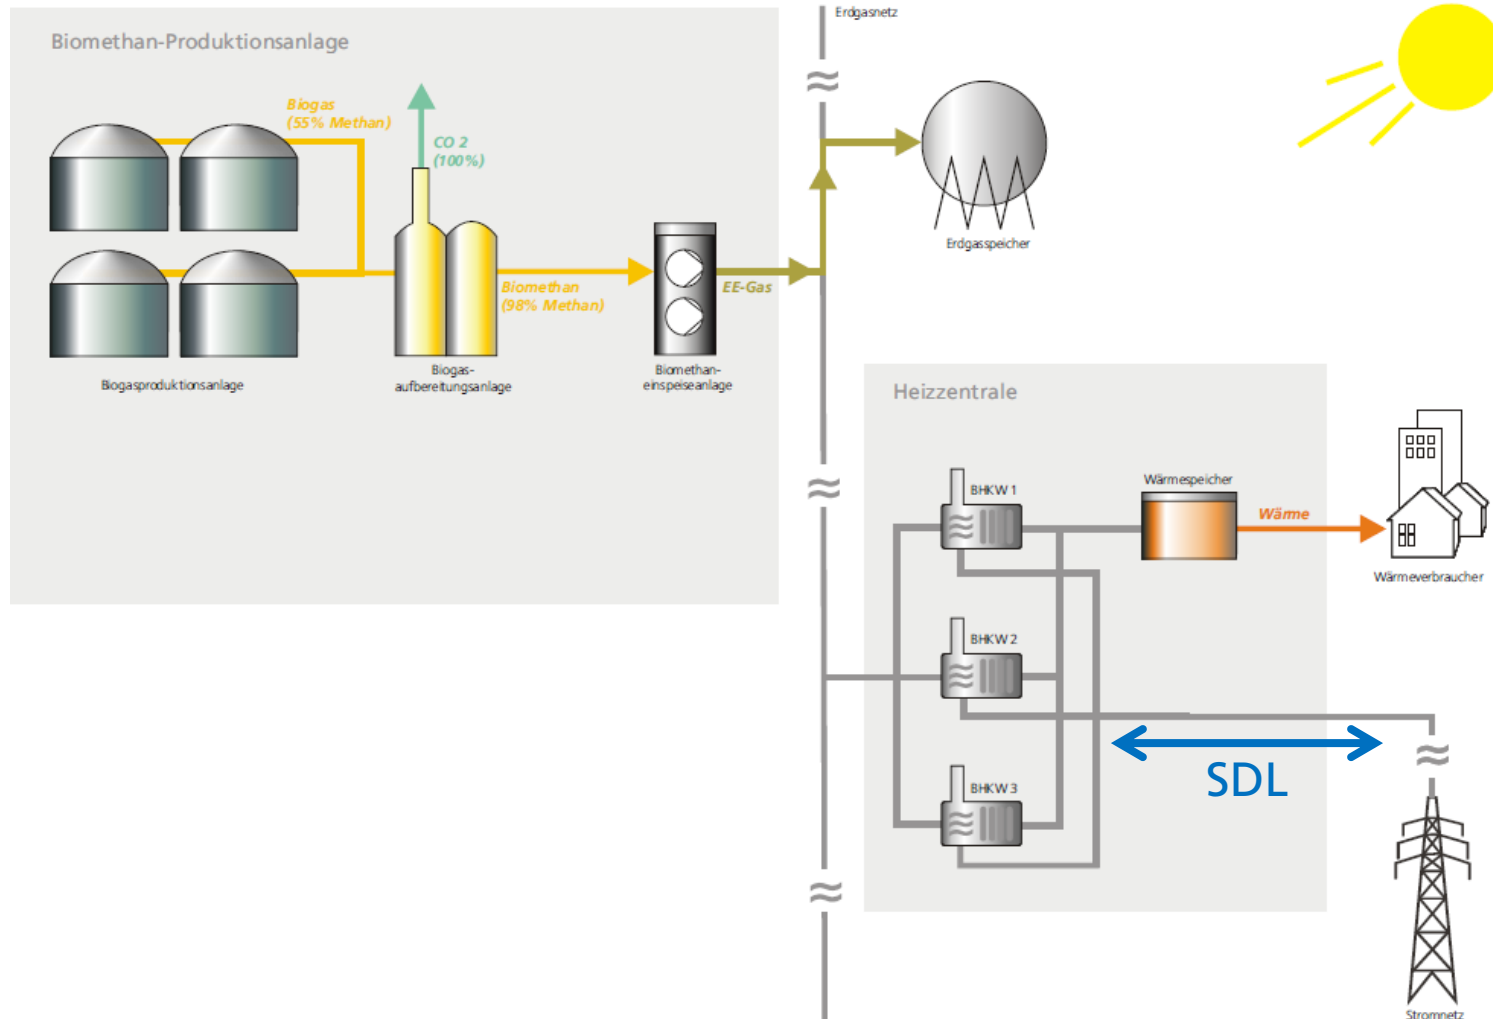 Erdgasnetz
Biomethan-Produktionsanlage
Biogas
(55% Methan)
CO 2
(100%)
Erdgasspeicher
EE-Gas
Biomethan
(98% Methan)
Biogasproduktionsanlage
Biogas-
aufbereitungsanlage
Biomethan-
einspeiseanlage
Heizzentrale
BHKW 1
Wärmespeicher
Wärme
Wärmeverbraucher
BHKW 2
SDL
BHKW 3
Stromnetz